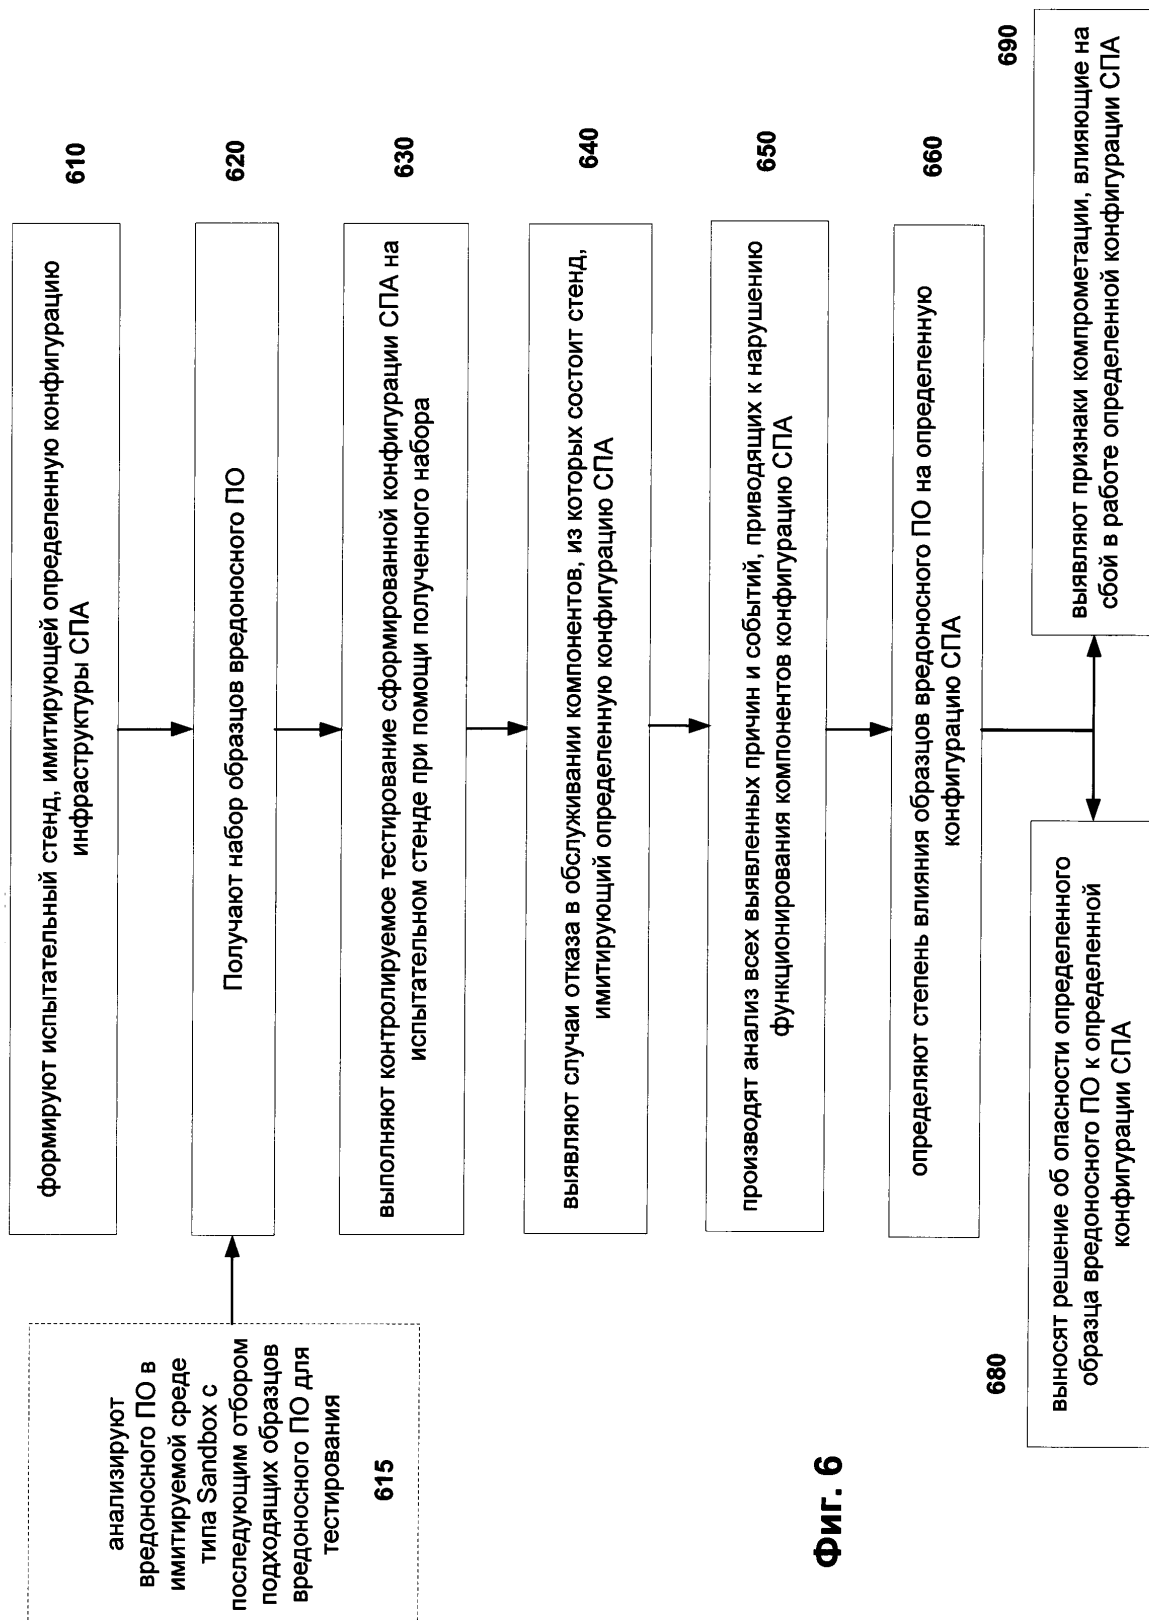 формируют испытательный стенд, имитирующей определенную конфигурацию
инфраструктуры СПА
610
анализируют
вредоносного ПО в
имитируемой среде
типа Sandbox с
последующим отбором
подходящих образцов
вредоносного ПО для
тестирования
615
Получают набор образцов вредоносного ПО
620
выполняют контролируемое тестирование сформированной конфигурации СПА на
испытательном стенде при помощи полученного набора
630
выявляют случаи отказа в обслуживании компонентов, из которых состоит стенд,
имитирующий определенную конфигурацию СПА
640
производят анализ всех выявленных причин и событий, приводящих к нарушению
функционирования компонентов конфигурацию СПА
650
определяют степень влияния образцов вредоносного ПО на определенную
конфигурацию СПА
660
680
выносят решение об опасности определенного
образца вредоносного ПО к определенной
конфигурации СПА
690
выявляют признаки компрометации, влияющие на
сбой в работе определенной конфигурации СПА
Фиг. 6